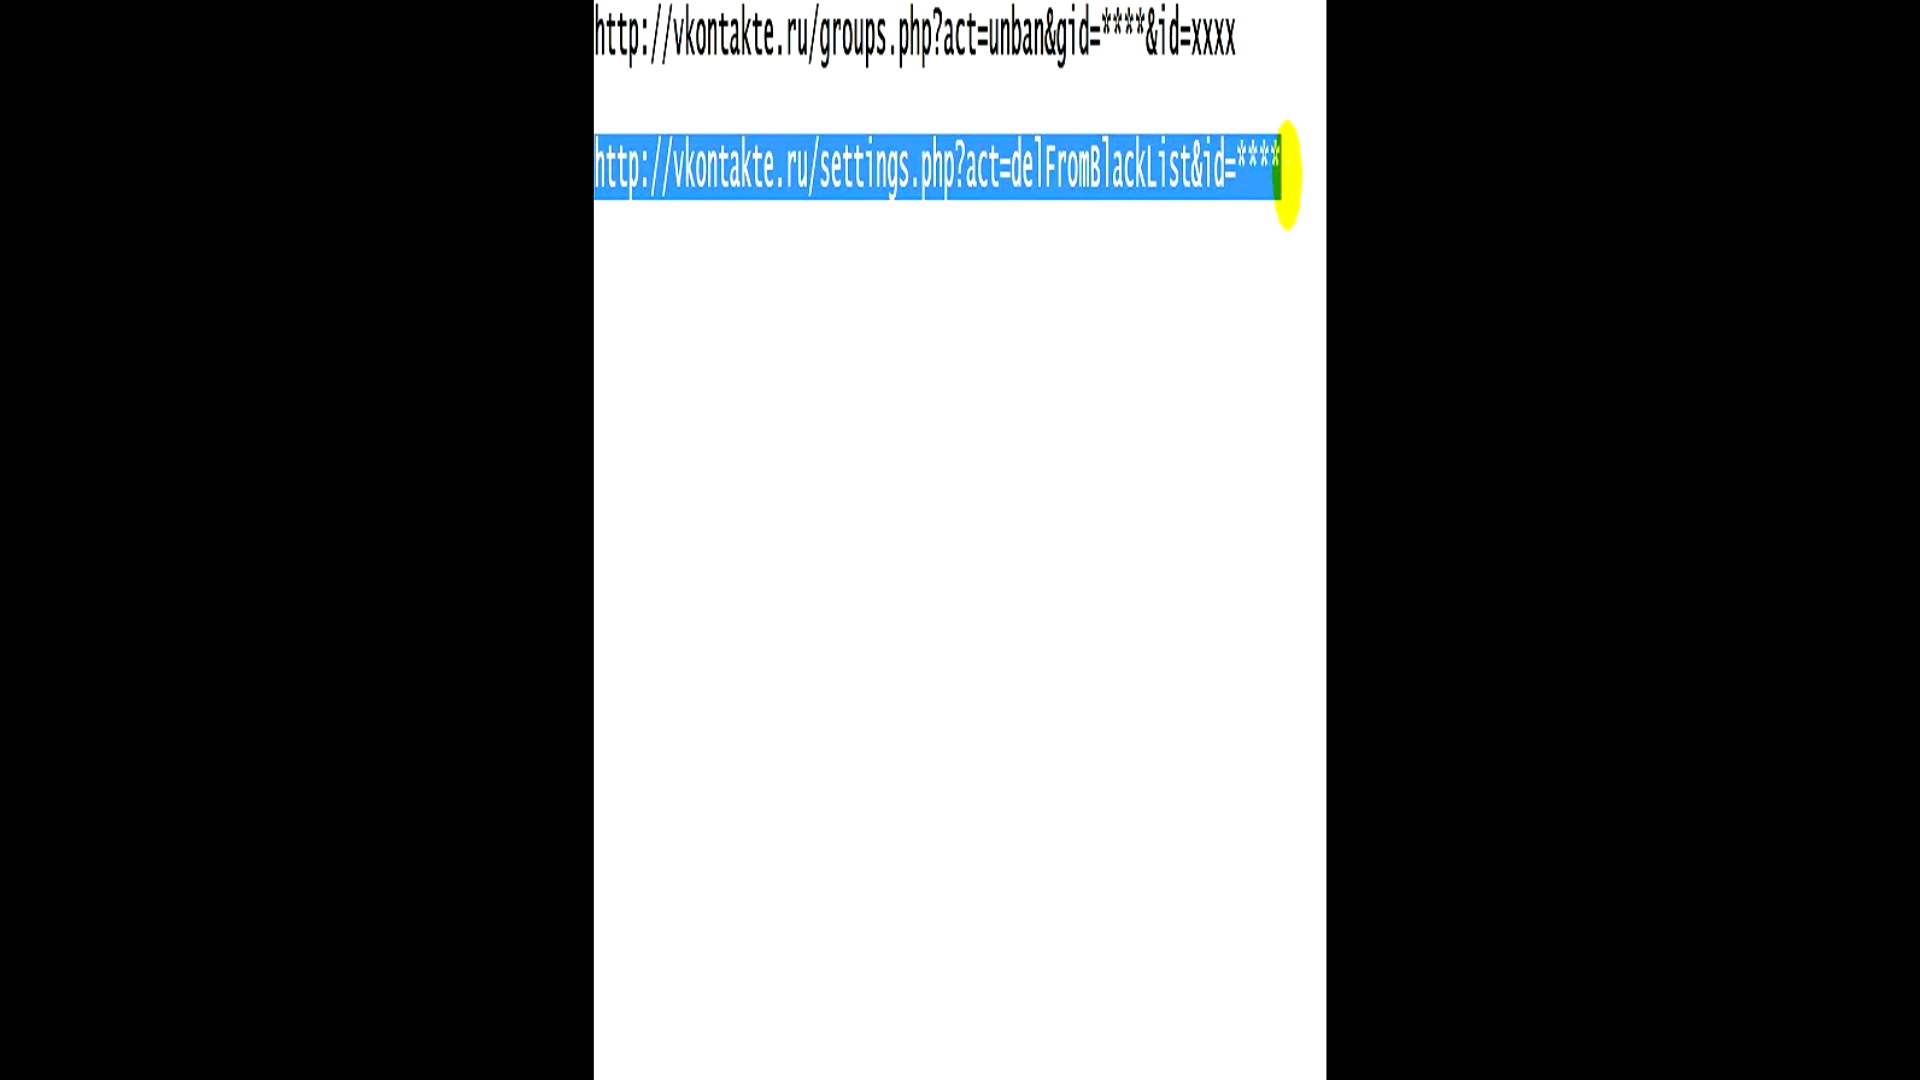 http://vkontakte.ru/groups.php?act=unban&gid=****&id=xxxx
http://vkontakte.ru/settings.php?act=delFromBlackList&id=****